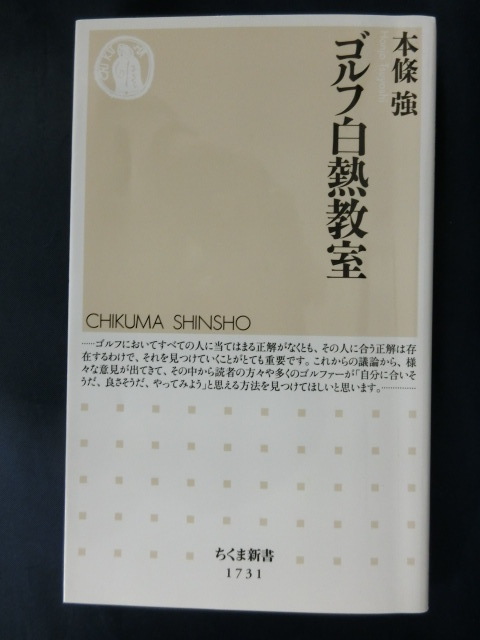 本條 強
ゴルフ白熱教室
CHIKUMA SHINSHO
……ゴルフにおいてすべての人に当てはまる正解がなくとも、その人に合う正解は存
在するわけで、それを見つけていくことがとても重要です。これからの議論から、様
々な意見が出てきて、その中から読者の方々や多くのゴルファーが「自分に合いそ
うだ、良さそうだ、やってみよう」と思える方法を見つけてほしいと思います。……………
ちくま新書
1731